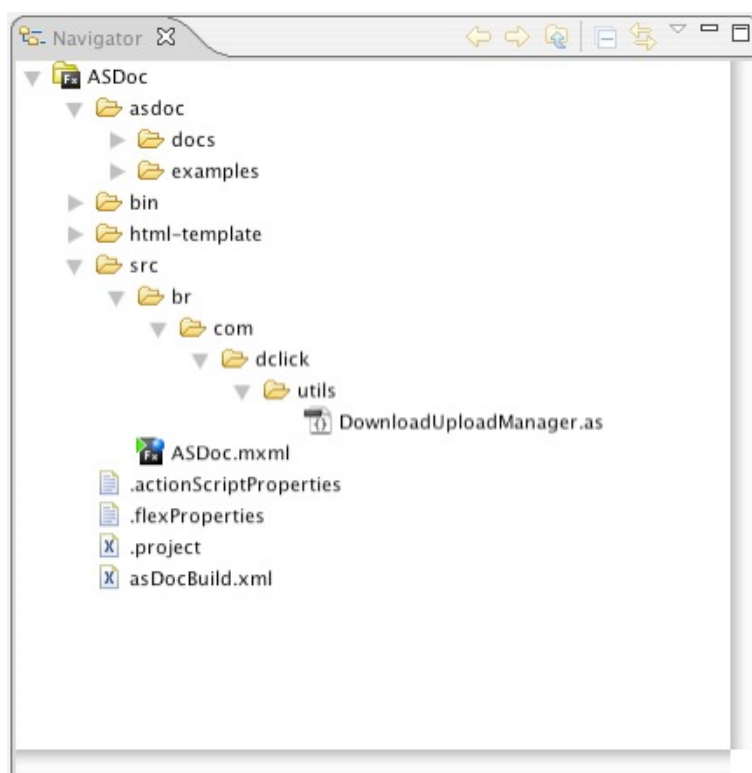 Navigator
ASDoc
asdoc
docs
examples
bin
html-template
src
br
com
dclick
utils
DownloadUploadManager.as
ASDoc.mxml
.actionScriptProperties
.flexProperties
.project
asDocBuild.xml